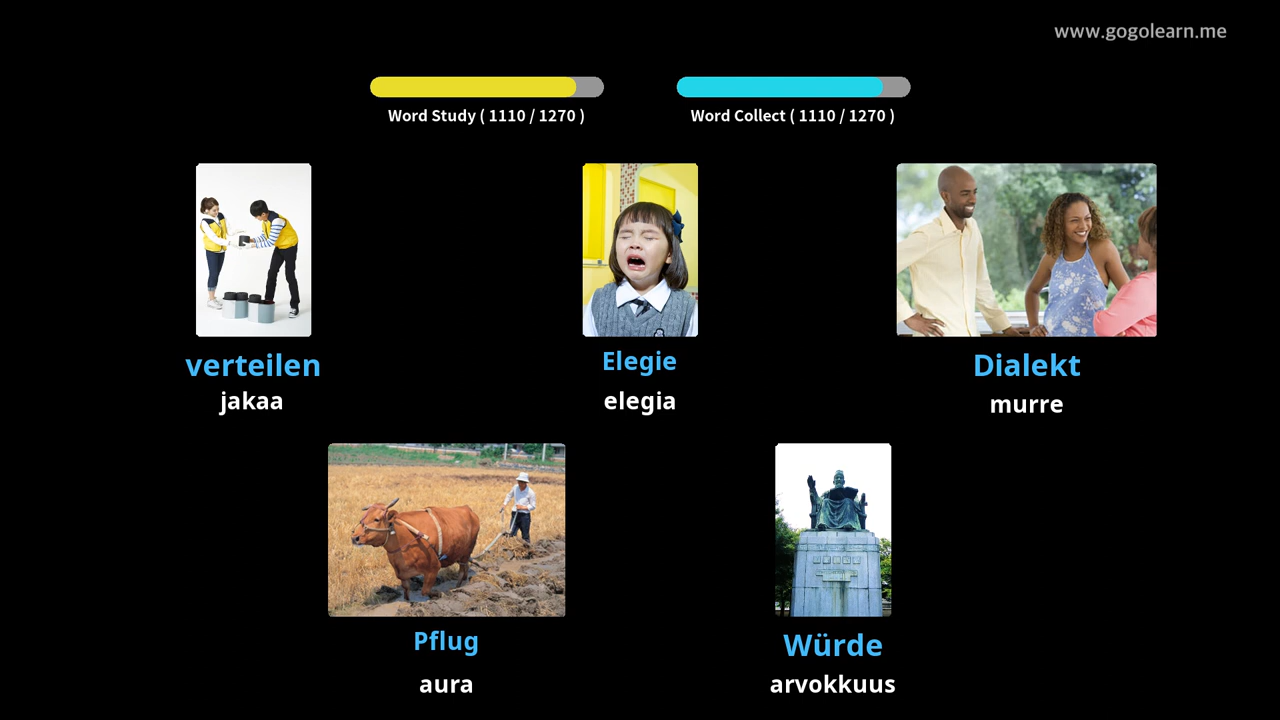 www.gogolearn.me
Word Study ( 1110 / 1270 )
Word Collect ( 1110 / 1270 )
verteilen
jakaa
Elegie
elegia
Dialekt
murre
Pflug
aura
Würde
arvokkuus